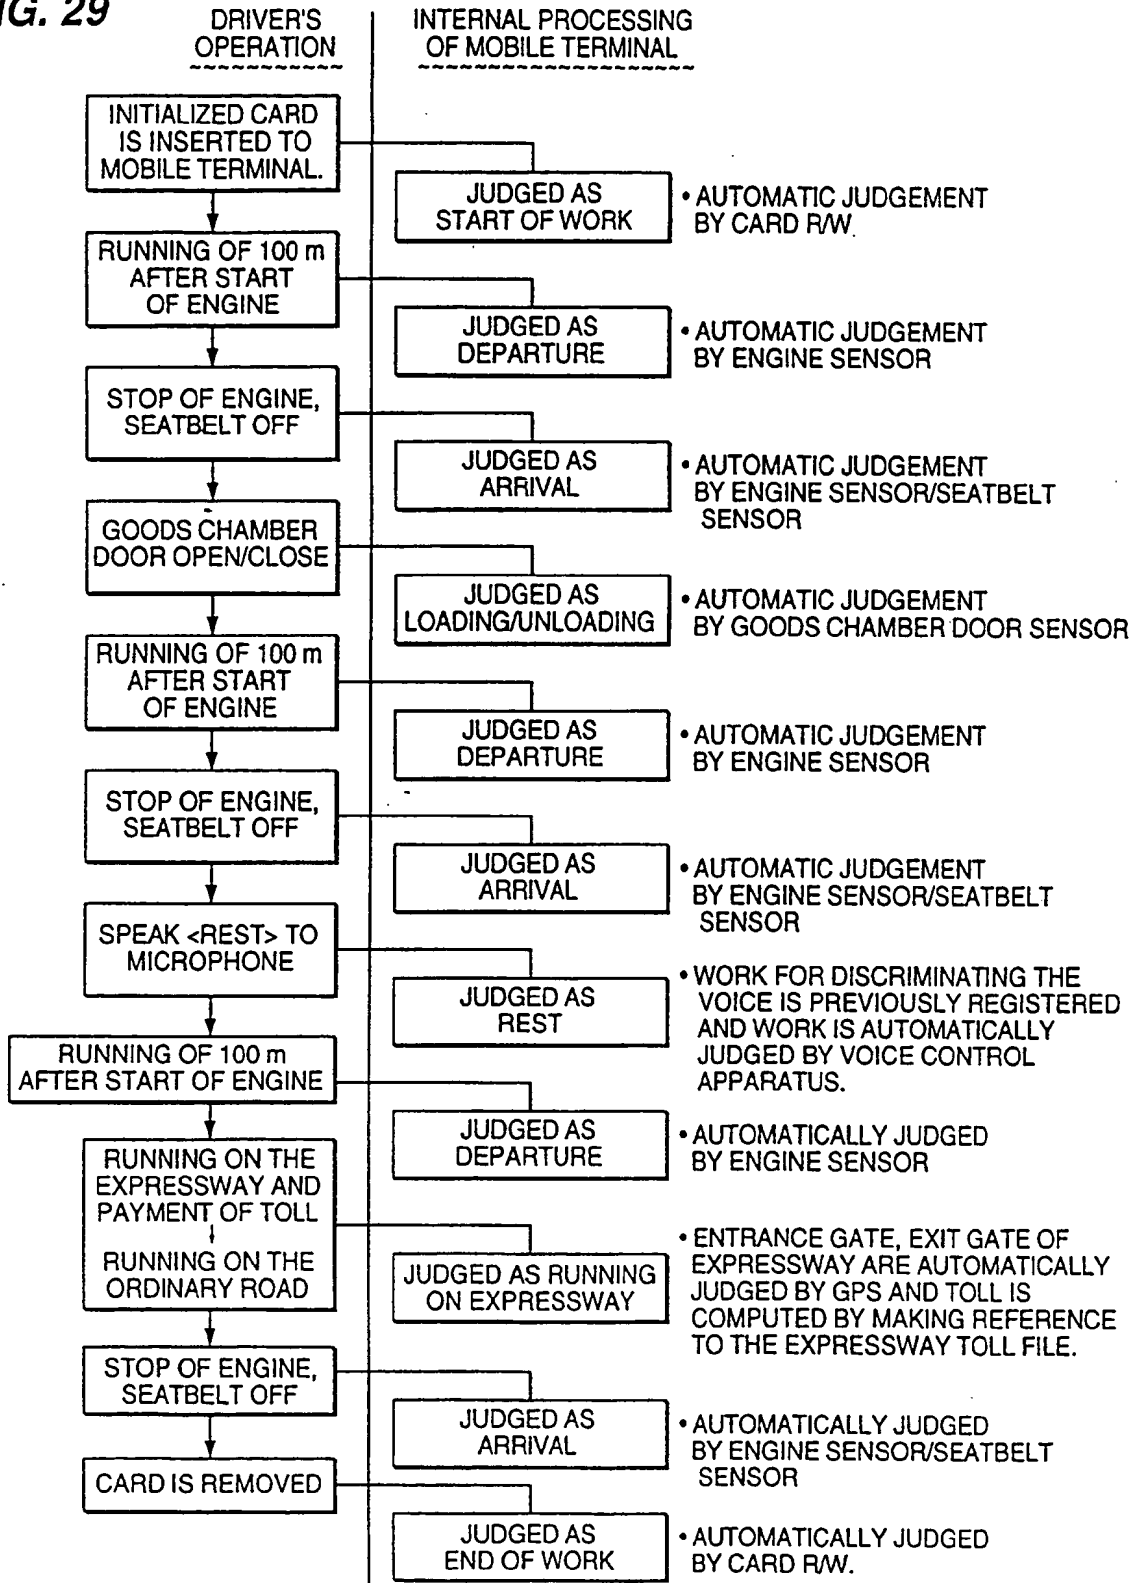 IG. 29
DRIVER'S
OPERATION
INTERNAL PROCESSING
OF MOBILE TERMINAL
INITIALIZED CARD
IS INSERTED TO
MOBILE TERMINAL.
JUDGED AS
START OF WORK
• AUTOMATIC JUDGEMENT
BY CARD R/W.
RUNNING OF 100 m
AFTER START
OF ENGINE
JUDGED AS
DEPARTURE
• AUTOMATIC JUDGEMENT
BY ENGINE SENSOR
STOP OF ENGINE,
SEATBELT OFF
JUDGED AS
ARRIVAL
• AUTOMATIC JUDGEMENT
BY ENGINE SENSOR/SEATBELT
SENSOR
GOODS CHAMBER
DOOR OPEN/CLOSE
JUDGED AS
LOADING/UNLOADING
• AUTOMATIC JUDGEMENT
BY GOODS CHAMBER DOOR SENSOR
RUNNING OF 100 m
AFTER START
OF ENGINE
JUDGED AS
DEPARTURE
• AUTOMATIC JUDGEMENT
BY ENGINE SENSOR
STOP OF ENGINE,
SEATBELT OFF
JUDGED AS
ARRIVAL
• AUTOMATIC JUDGEMENT
BY ENGINE SENSOR/SEATBELT
SENSOR
SPEAK <REST> TO
MICROPHONE
JUDGED AS
REST
• WORK FOR DISCRIMINATING THE
VOICE IS PREVIOUSLY REGISTERED
AND WORK IS AUTOMATICALLY
JUDGED BY VOICE CONTROL
APPARATUS.
RUNNING OF 100 m
AFTER START OF ENGINE
JUDGED AS
DEPARTURE
• AUTOMATICALLY JUDGED
BY ENGINE SENSOR
RUNNING ON THE
EXPRESSWAY AND
PAYMENT OF TOLL
RUNNING ON THE
ORDINARY ROAD
JUDGED AS RUNNING
ON EXPRESSWAY
• ENTRANCE GATE, EXIT GATE OF
EXPRESSWAY ARE AUTOMATICALLY
JUDGED BY GPS AND TOLL IS
COMPUTED BY MAKING REFERENCE
TO THE EXPRESSWAY TOLL FILE.
STOP OF ENGINE,
SEATBELT OFF
JUDGED AS
ARRIVAL
• AUTOMATICALLY JUDGED
BY ENGINE SENSOR/SEATBELT
SENSOR
CARD IS REMOVED
JUDGED AS
END OF WORK
• AUTOMATICALLY JUDGED
BY CARD R/W.